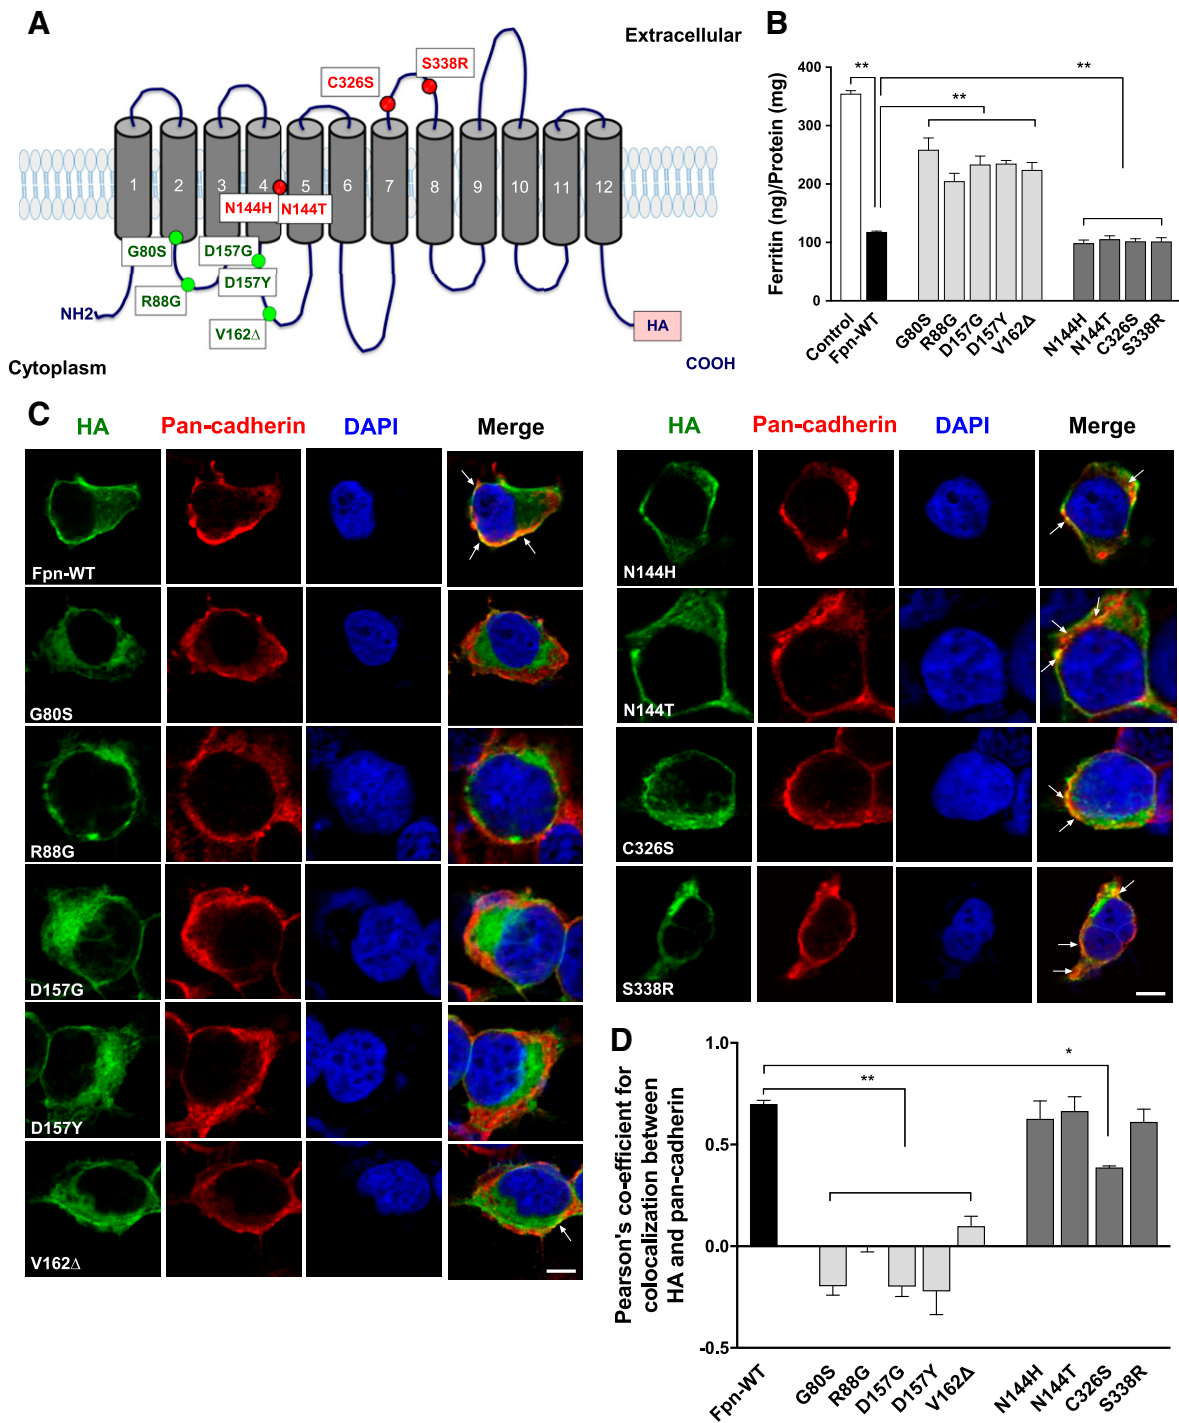 A
Extracellular
C326S
S338R
1
2
3
4
5
6
7
8
9
10
11
12
N144H
N144T
G80S
D157G
R88G
D157Y
V162Δ
NH2
HA
COOH
Cytoplasm
B
Ferritin (ng)/Protein (mg)
400
300
200
100
0
**
**
**
Control
Fpn-WT
G80S
R88G
D157G
D157Y
V162Δ
N144H
N144T
C326S
S338R
C
HA Pan-cadherin DAPI Merge
Fpn-WT
G80S
R88G
D157G
D157Y
V162Δ
HA Pan-cadherin DAPI Merge
N144H
N144T
C326S
S338R
D
Pearson's co-efficient for
colocalization between
HA and pan-cadherin
1.0
0.5
0.0
-0.5
**
*
Fpn-WT
G80S
R88G
D157G
D157Y
V162Δ
N144H
N144T
C326S
S338R